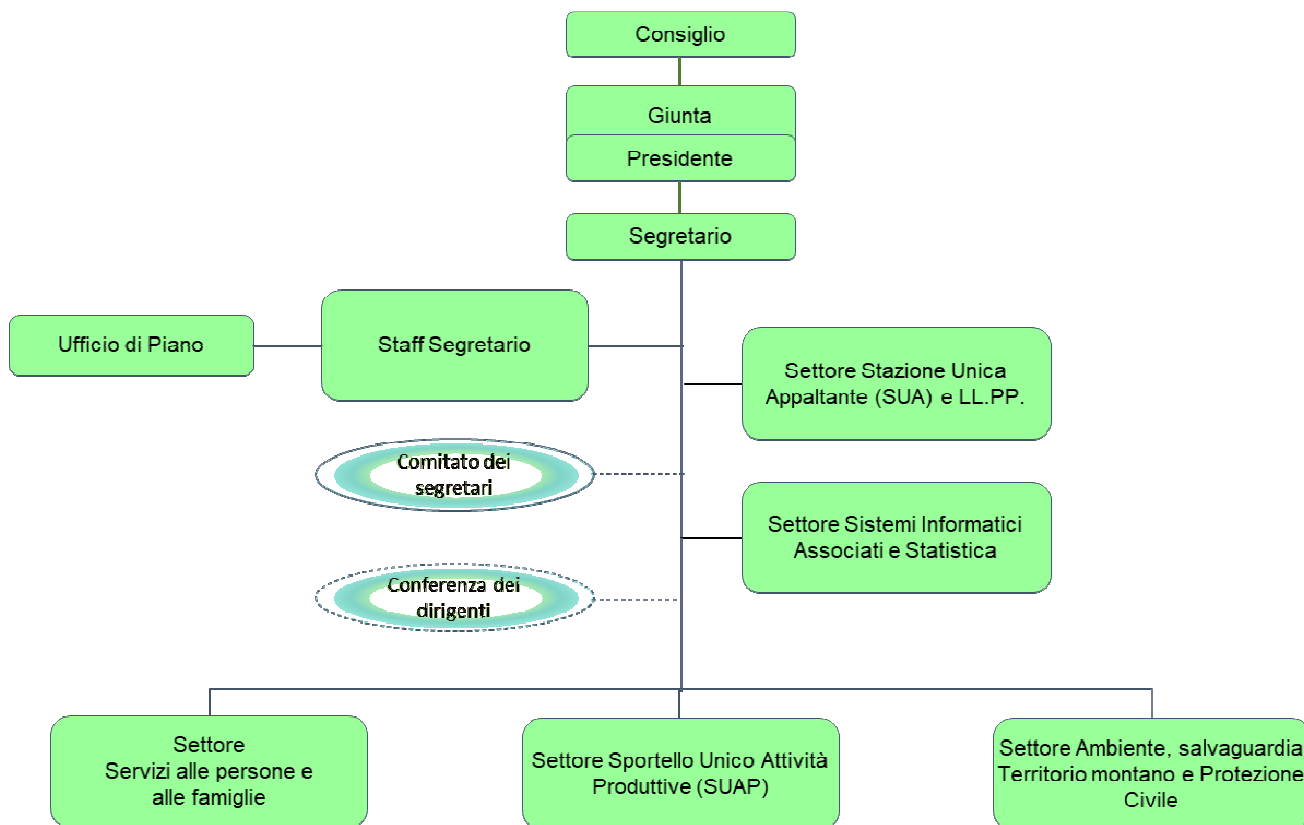 Consiglio
Giunta
Presidente
Segretario
Ufficio di Piano
Staff Segretario
Settore Stazione Unica
Appaltante (SUA) e LL.PP.
Comitato dei
segretari
Settore Sistemi Informatici
Associati e Statistica
Conferenza dei
dirigenti
Settore
Servizi alle persone e
alle famiglie
Settore Sportello Unico Attività
Produttive (SUAP)
Settore Ambiente, salvaguardia
Territorio montano e Protezione
Civile